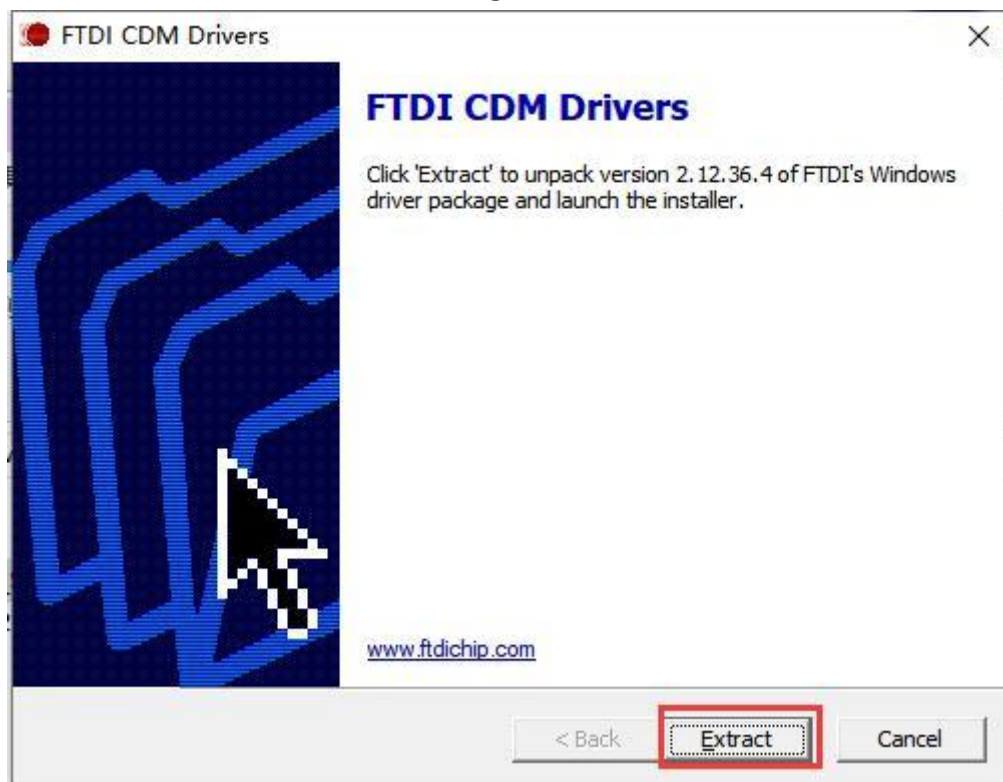 FTDI CDM Drivers
FTDI CDM Drivers
Click 'Extract' to unpack version 2.12.36.4 of FTDI's Windows
driver package and launch the installer.
www.ftdichip.com
< Back
Extract
Cancel